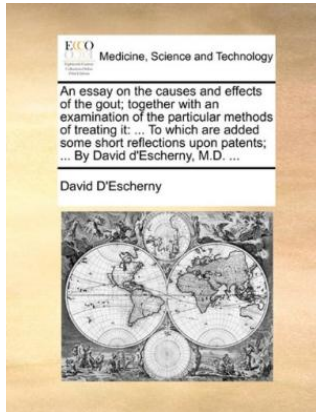 ECCO
Medicine, Science and Technology
An essay on the causes and effects
of the gout; together with an
examination of the particular methods
of treating it: ... To which are added
some short reflections upon patents;
... By David d'Escherny, M.D. ...
David D'Escherny